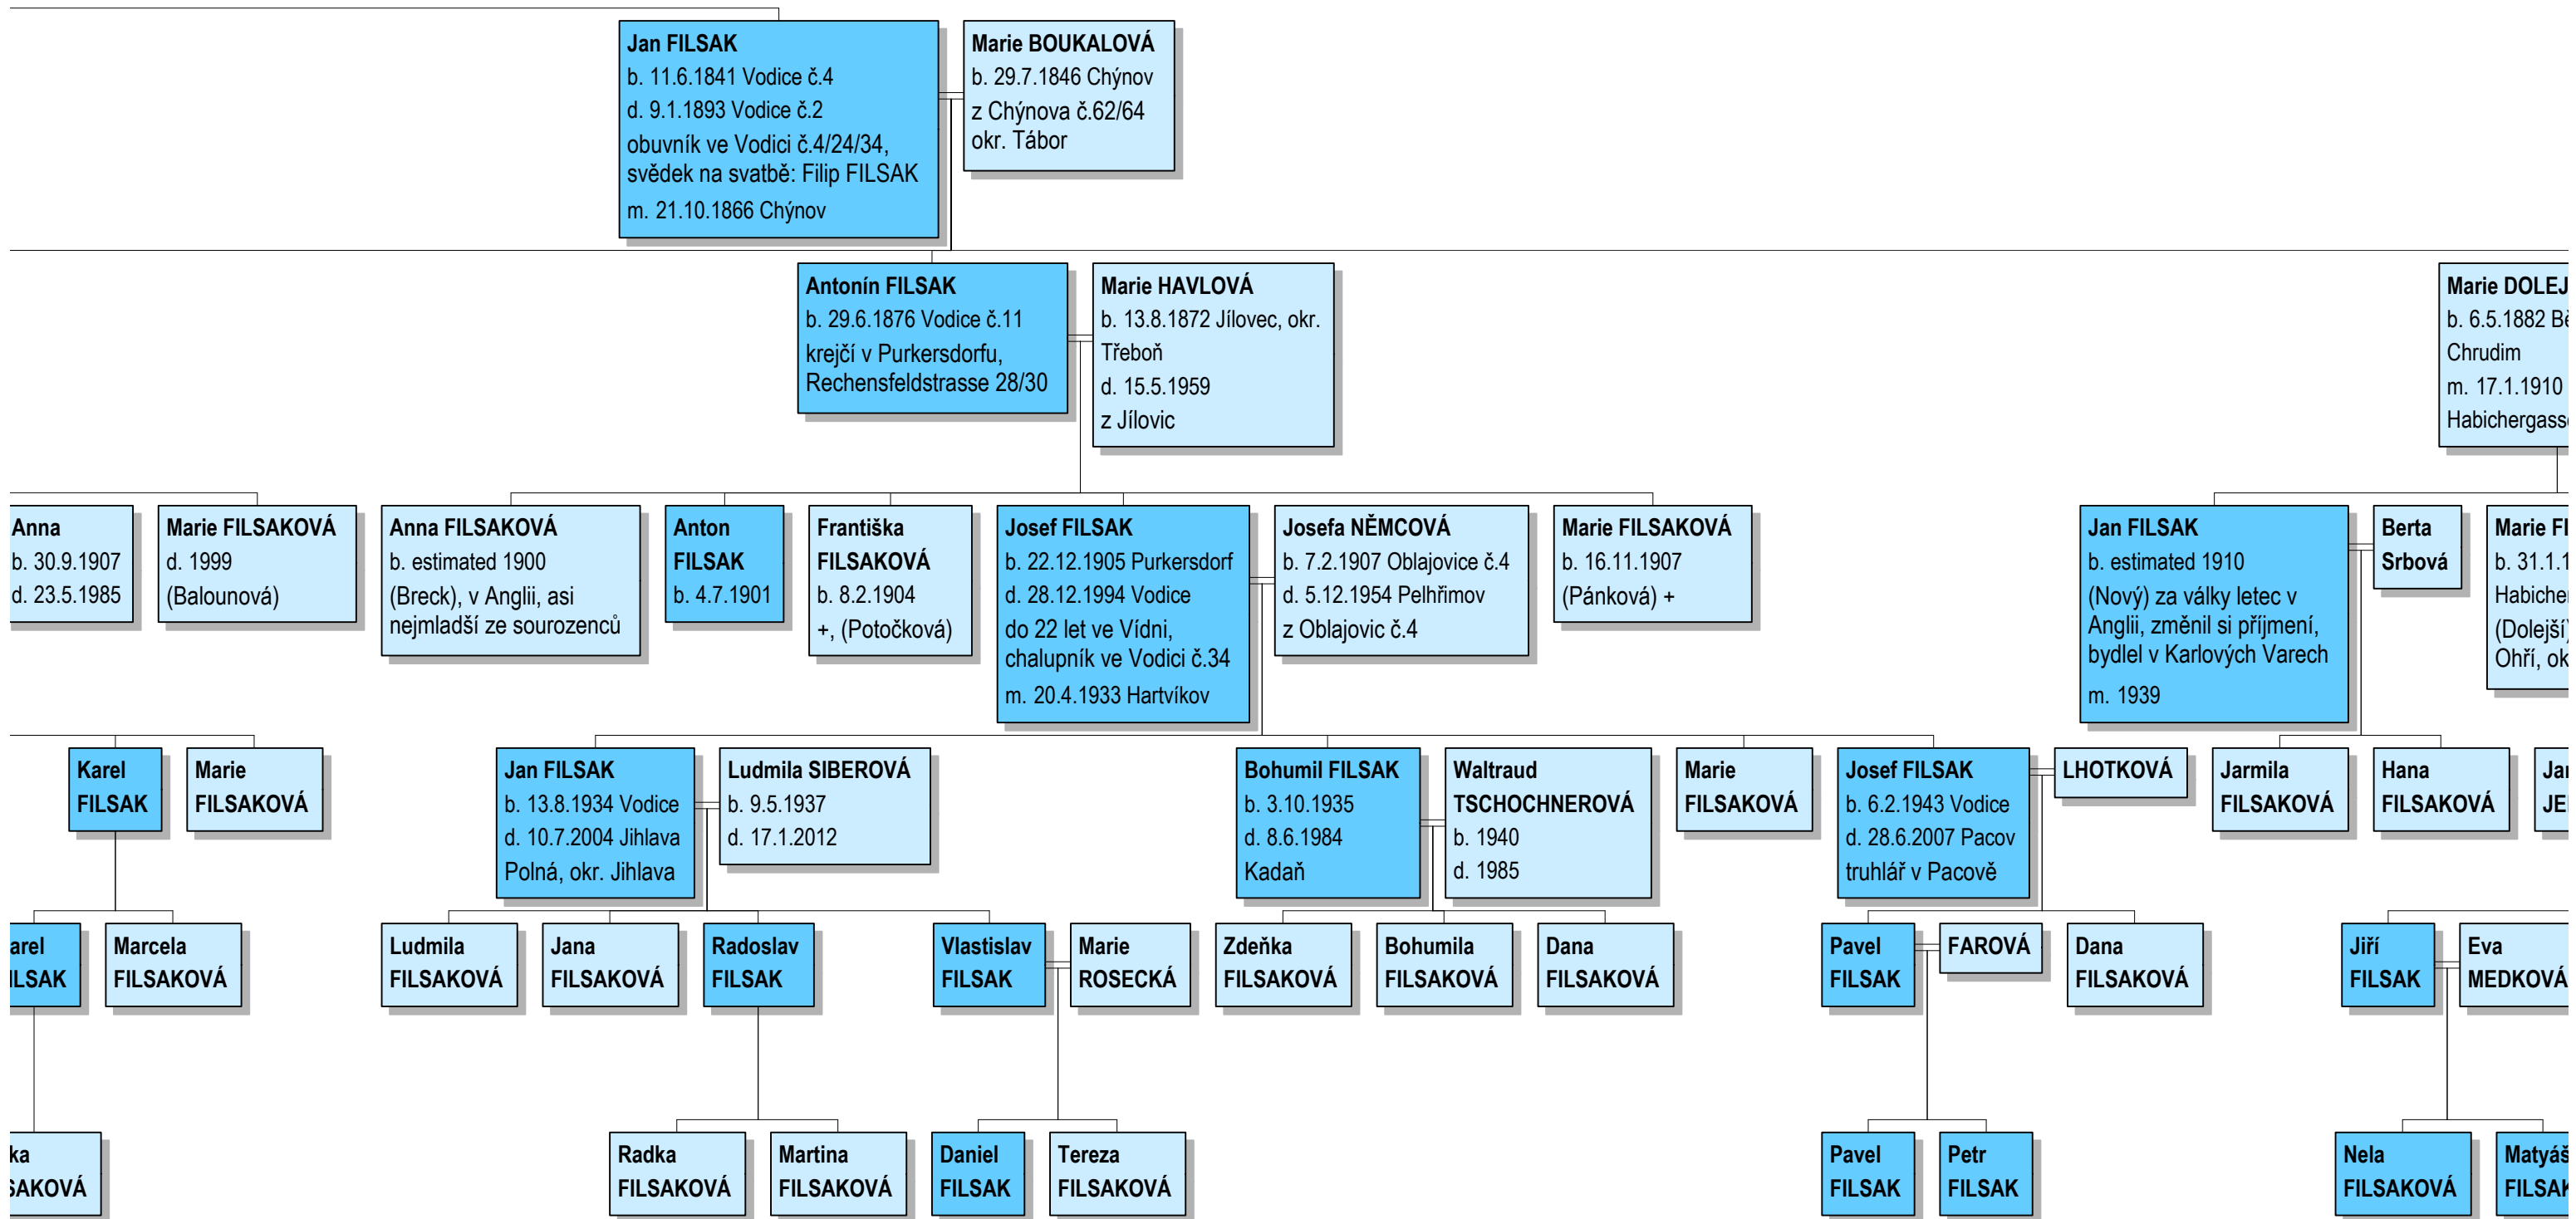 Jan FILSAK
b. 11.6.1841 Vodice č.4
d. 9.1.1893 Vodice č.2
obuvník ve Vodici č.4/24/34,
svědek na svatbě: Filip FILSAK
m. 21.10.1866 Chýnov
Marie BOUKALOVÁ
b. 29.7.1846 Chýnov
z Chýnova č.62/64
okr. Tábor
Antonín FILSAK
b. 29.6.1876 Vodice č.11
krejčí v Purkersdorfu,
Rechensfeldstrasse 28/30
Marie HAVLOVÁ
b. 13.8.1872 Jílovec, okr.
Třeboň
d. 15.5.1959
z Jílovic
Marie
b. 6.5.1882
Chrudim
m. 17.1.1910
Anna
b. 30.9.1907
d. 23.5.1985
Marie FILSAKOVÁ
d. 1999
(Balounová)
Anna FILSAKOVÁ
b. estimated 1900
(Breck), v Anglii, asi
nejmladší ze sourozenců
Anton
FILSAK
b. 4.7.1901
Františka
FILSAKOVÁ
b. 8.2.1904
+, (Potočková)
Josef FILSAK
b. 22.12.1905 Purkersdorf
d. 28.12.1994 Vodice
do 22 let ve Vídni,
chalupník ve Vodici č.34
m. 20.4.1933 Hartvíkov
Josefa NĚMCOVÁ
b. 7.2.1907 Oblajovice č.4
d. 5.12.1954 Pelhřimov
z Oblajovic č.4
Marie FILSAKOVÁ
b. 16.11.1907
(Pánková) +
Jan FILSAK
b. estimated 1910
(Nový) za války letec v
Anglii, změnil si příjmení,
bydlel v Karlových Varech
m. 1939
Berta
Srbová
Marie
b. 31.1.
(Dolejší)
Ohří,
Karel
FILSAK
Marie
FILSAKOVÁ
Jan FILSAK
b. 13.8.1934 Vodice
d. 10.7.2004 Jihlava
Polná, okr. Jihlava
Ludmila SIBEROVÁ
b. 9.5.1937
d. 17.1.2012
Bohumil FILSAK
b. 3.10.1935
d. 8.6.1984
Kadaň
Waltraud
TSCHOCHNEROVÁ
b. 1940
d. 1985
Marie
FILSAKOVÁ
Josef FILSAK
b. 6.2.1943 Vodice
d. 28.6.2007 Pacov
truhlář v Pacově
LHOTKOVÁ
Jarmila
FILSAKOVÁ
Hana
FILSAKOVÁ
Marcela
FILSAKOVÁ
Ludmila
FILSAKOVÁ
Jana
FILSAKOVÁ
Radoslav
FILSAK
Vlastislav
FILSAK
Marie
ROSECKÁ
Zdeňka
FILSAKOVÁ
Bohumila
FILSAKOVÁ
Dana
FILSAKOVÁ
Pavel
FILSAK
FAROVÁ
Dana
FILSAKOVÁ
Jiří
FILSAK
Eva
MEDKOVÁ
Radka
FILSAKOVÁ
Martina
FILSAKOVÁ
Daniel
FILSAK
Tereza
FILSAKOVÁ
Pavel
FILSAK
Petr
FILSAK
Nela
FILSAKOVÁ
Matyáš